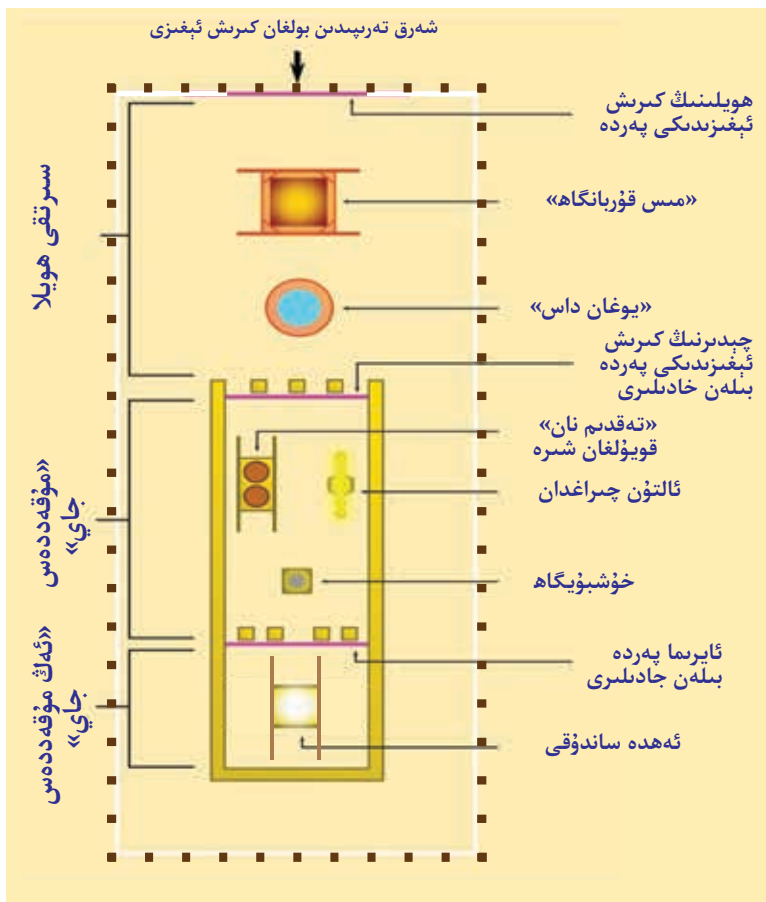 شەرق تەرىپىدىن بولغان كىرىش ئېغىزى
ھويلىنىڭ كىرىش
ئېغىزىدىكى پەردە
«مىس قۇربانگاھ»
«يوغان داس»
چېدىرنىڭ كىرىش
ئېغىزىدىكى پەردە
بىلەن خادىلىرى
«تەقدىم نان»
قويۇلغان شىرە
ئالتۇن چىراغدان
خۇشبۇيگاھ
ئايرىما پەردە
بىلەن جادىلىرى
ئەھدە ساندۇقى
سىرتقى ھويلا
«مۇقەددەس
جاي»
«ئەڭ مۇقەددەس
جاي»